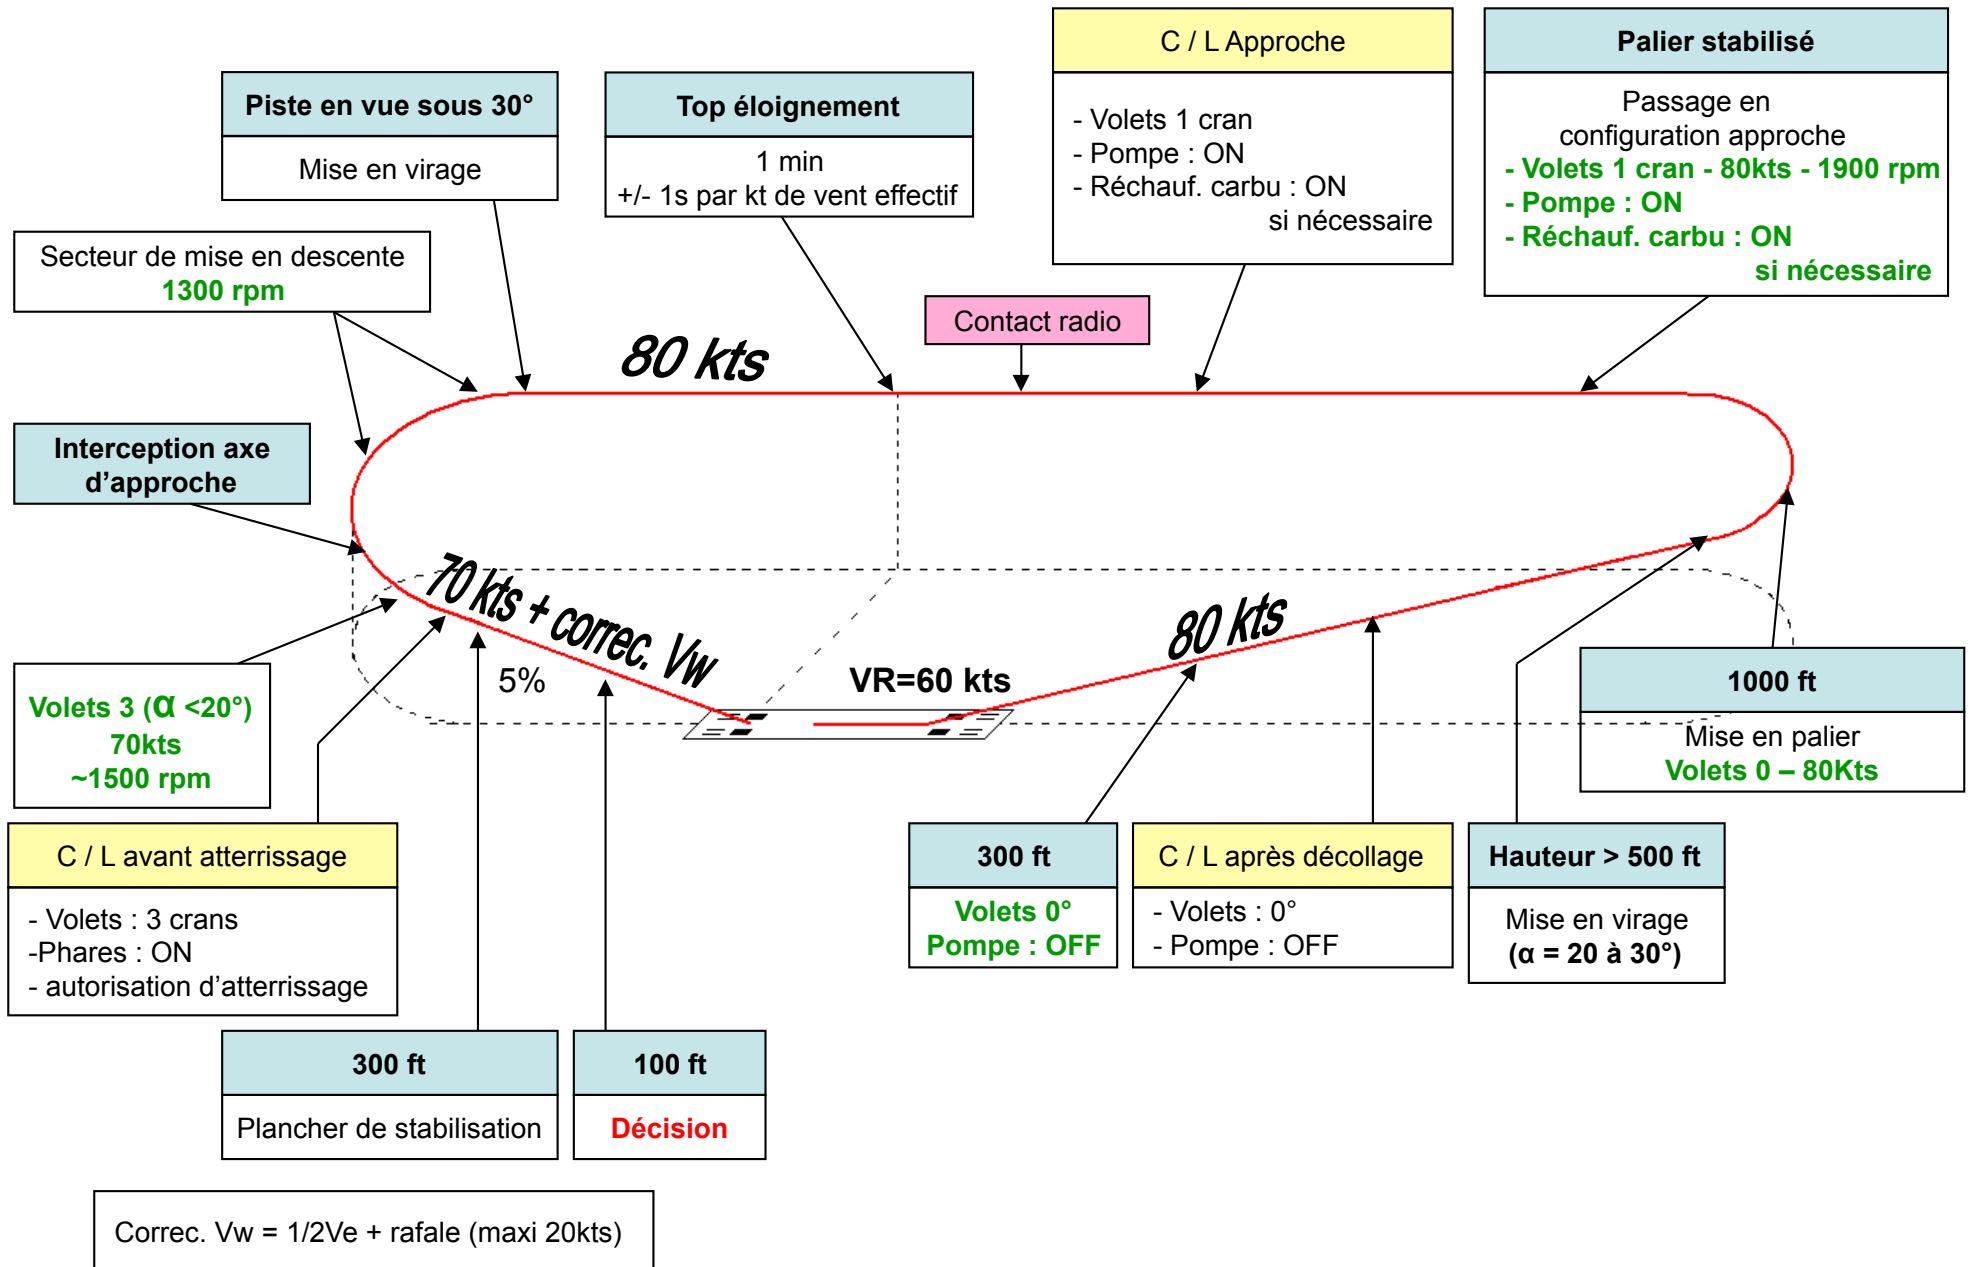 C / L Approche
- Volets 1 cran
- Pompe : ON
- Réchauf. carbu : ON
si nécessaire
Palier stabilisé
Passage en
configuration approche
- Volets 1 cran - 80kts - 1900 rpm
- Pompe : ON
- Réchauf. carbu : ON
si nécessaire
Piste en vue sous 30°
Mise en virage
Top éloignement
1 min
+/- 1s par kt de vent effectif
Secteur de mise en descente
1300 rpm
Contact radio
80 kts
Interception axe
d’approche
70 kts + correc. Vw
5%
VR=60 kts
80 kts
Volets 3 (α <20°)
70kts
~1500 rpm
1000 ft
Mise en palier
Volets 0 – 80Kts
C / L avant atterrissage
- Volets : 3 crans
-Phares : ON
- autorisation d’atterrissage
300 ft
Volets 0°
Pompe : OFF
C / L après décollage
- Volets : 0°
- Pompe : OFF
Hauteur > 500 ft
Mise en virage
(α = 20 à 30°)
300 ft
Plancher de stabilisation
100 ft
Décision
Correc. Vw = 1/2Ve + rafale (maxi 20kts)